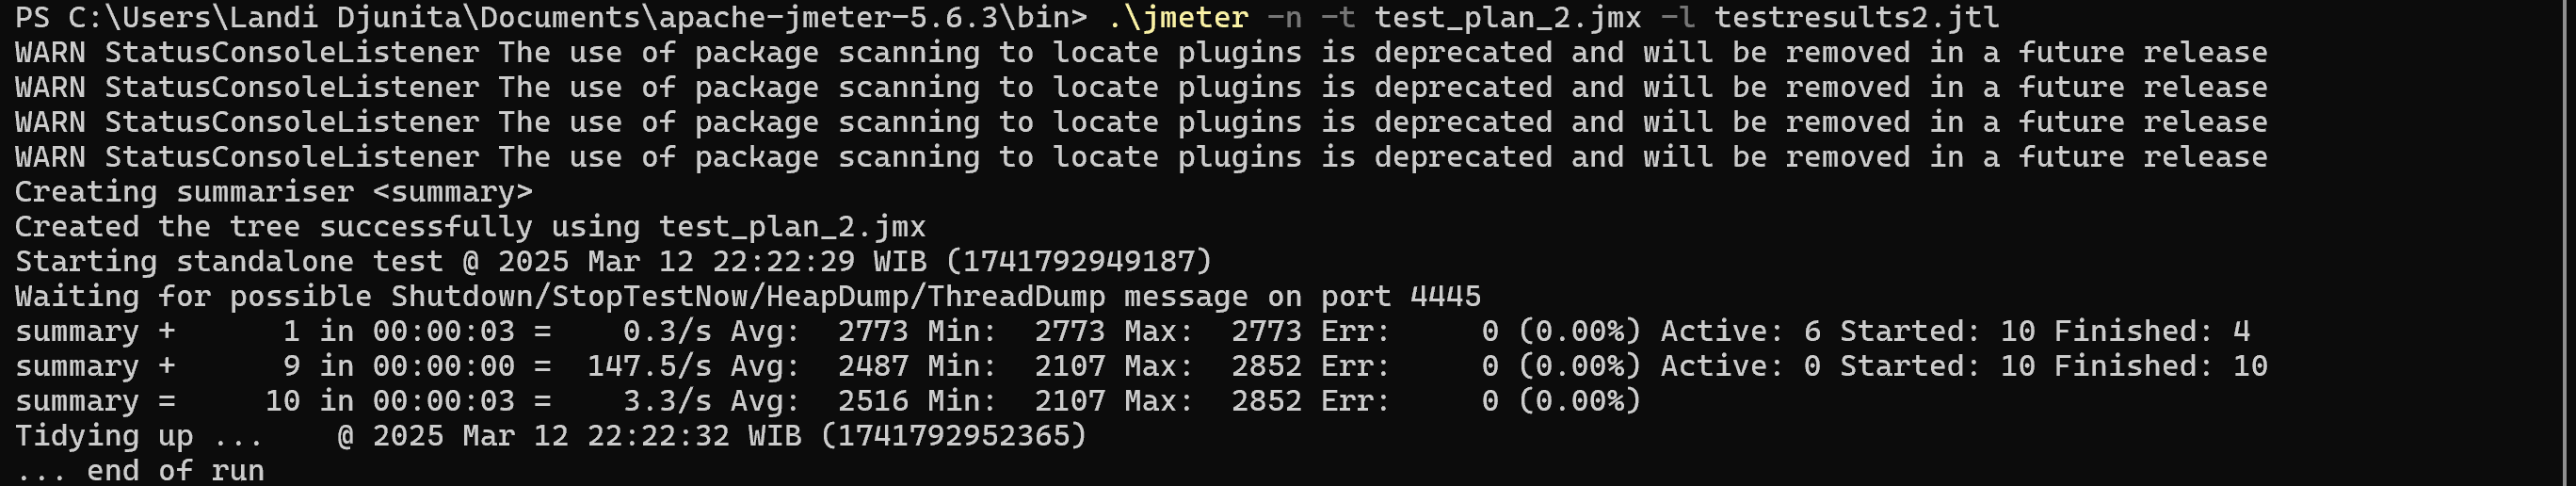 PS C:\Users\Landi Djunita\Documents\apache-jmeter-5.6.3\bin> .\jmeter -n -t test_plan_2.jmx -l testresults2.jtl
WARN StatusConsoleListener The use of package scanning to locate plugins is deprecated and will be removed in a future release
WARN StatusConsoleListener The use of package scanning to locate plugins is deprecated and will be removed in a future release
WARN StatusConsoleListener The use of package scanning to locate plugins is deprecated and will be removed in a future release
WARN StatusConsoleListener The use of package scanning to locate plugins is deprecated and will be removed in a future release
Creating summariser <summary>
Created the tree successfully using test_plan_2.jmx
Starting standalone test @ 2025 Mar 12 22:22:29 WIB (1741792949187)
Waiting for possible Shutdown/StopTestNow/HeapDump/ThreadDump message on port 4445
summary +      1 in 00:00:03 =    0.3/s Avg:  2773 Min:  2773 Max:  2773 Err:     0 (0.00%) Active: 6 Started: 10 Finished: 4
summary +      9 in 00:00:00 =  147.5/s Avg:  2487 Min:  2107 Max:  2852 Err:     0 (0.00%) Active: 0 Started: 10 Finished: 10
summary =     10 in 00:00:03 =    3.3/s Avg:  2516 Min:  2107 Max:  2852 Err:     0 (0.00%)
Tidying up ...    @ 2025 Mar 12 22:22:32 WIB (1741792952365)
... end of run